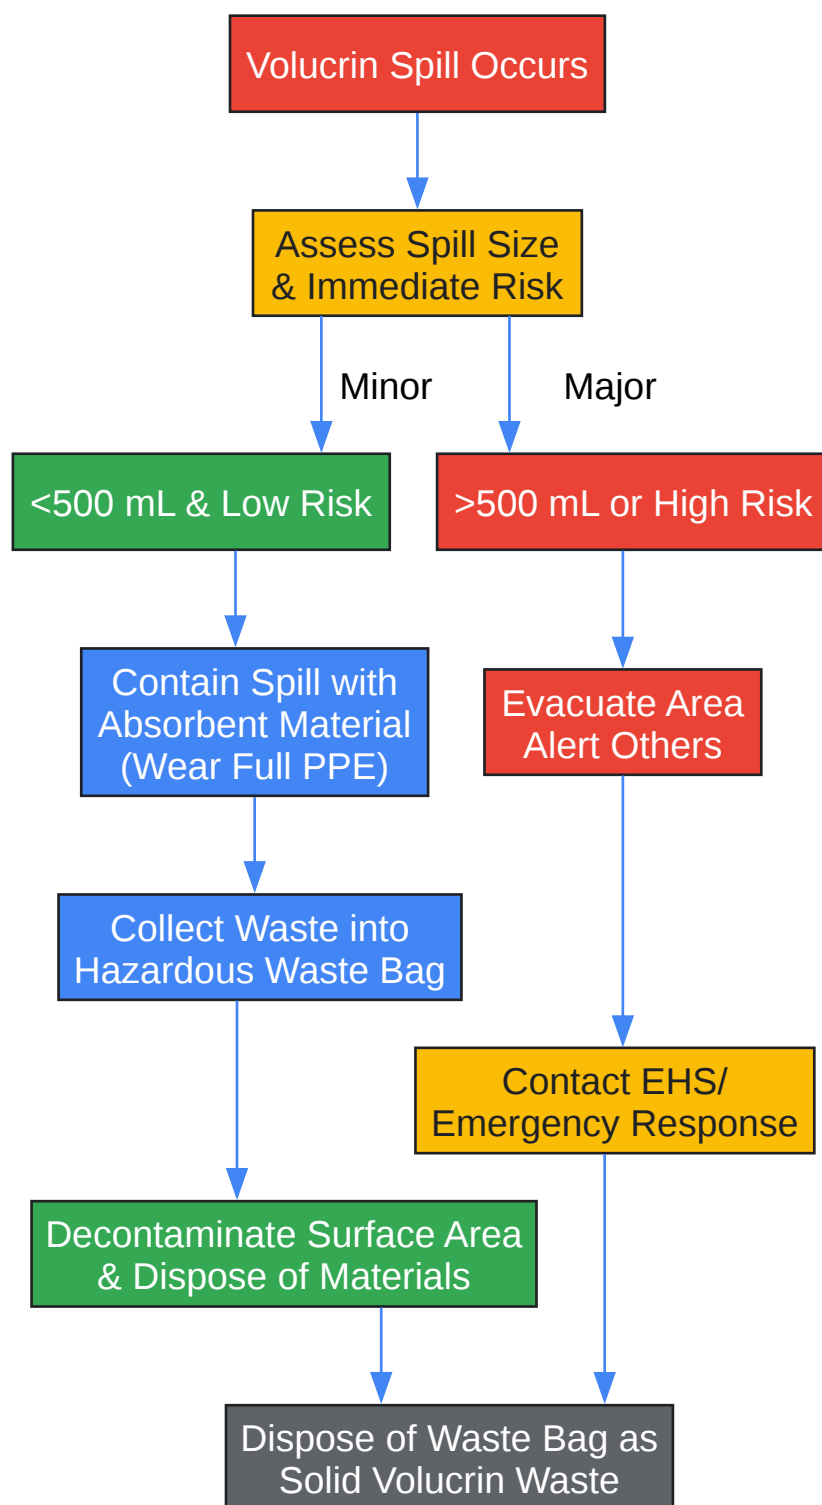 Volucrin Spill Occurs
Assess Spill Size
& Immediate Risk
Minor
Major
<500 mL & Low Risk
>500 mL or High Risk
Contain Spill with
Absorbent Material
(Wear Full PPE)
Evacuate Area
Alert Others
Collect Waste into
Hazardous Waste Bag
Contact EHS/
Emergency Response
Decontaminate Surface Area
& Dispose of Materials
Dispose of Waste Bag as
Solid Volucrin Waste